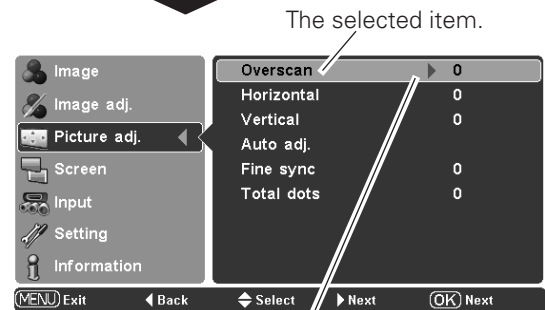 The selected item.
Image
Image adj.
Picture adj.
Screen
Input
Setting
Information
Overscan 0
Horizontal 0
Vertical 0
Auto adj.
Fine sync 0
Total dots 0
MENU Exit Back Select Next OK Next